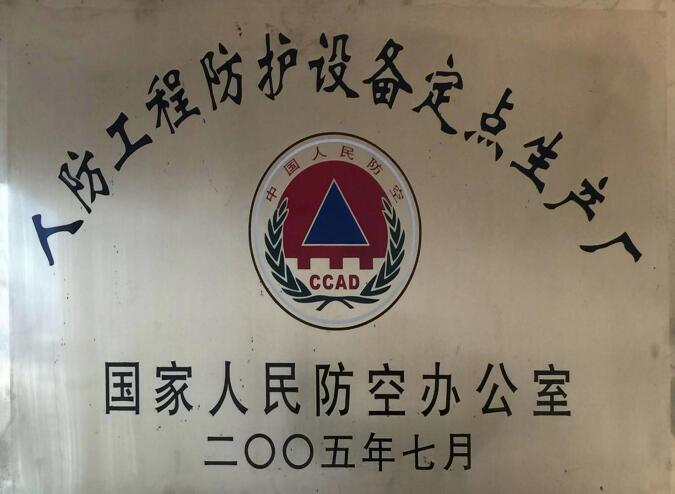 人防工程防护设备定点生产厂
中国人民防空
CCAD
国家人民防空办公室
二〇〇五年七月